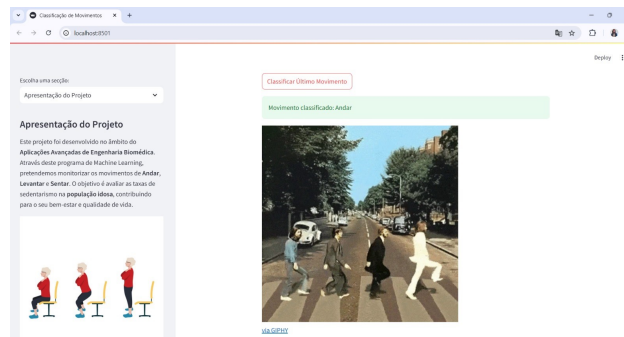 Classificação de Movimentos
localhost:8501
Deploy
Escolha uma secção:
Apresentação do Projeto
Apresentação do Projeto
Este projeto foi desenvolvido no âmbito do
Aplicações Avançadas de Engenharia Biomédica.
Através deste programa de Machine Learning,
pretendemos monitorizar os movimentos de Andar,
Levantar e Sentar. O objetivo é avaliar as taxas de
sedentarismo na população idosa, contribuindo
para o seu bem-estar e qualidade de vida.
Classificar Último Movimento
Movimento classificado: Andar
via GIPHY